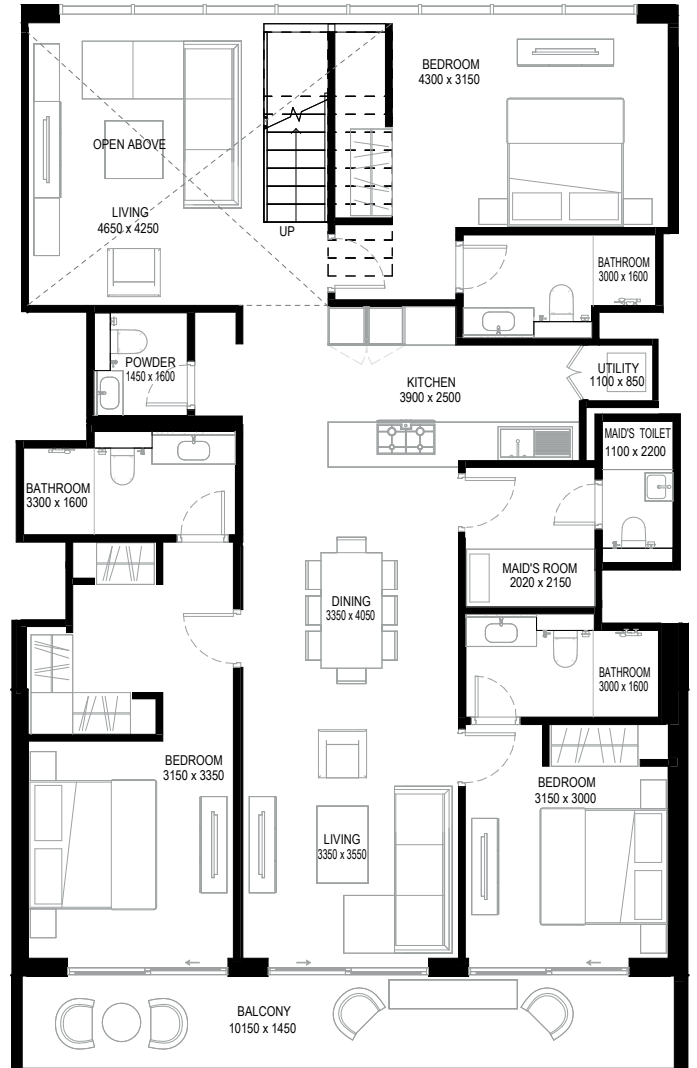 BEDROOM
4300 x 3150
OPEN ABOVE
LIVING
4650 x 4250
UP
BATHROOM
3000 x 1600
POWDER
1450 x 1600
KITCHEN
3900 x 2500
UTILITY
1100 x 850
MAID'S TOILET
1100 x 2200
BATHROOM
3300 x 1600
MAID'S ROOM
2020 x 2150
DINING
3350 x 4050
BATHROOM
3000 x 1600
BEDROOM
3150 x 3350
BEDROOM
3150 x 3000
LIVING
3350 x 3550
BALCONY
10150 x 1450